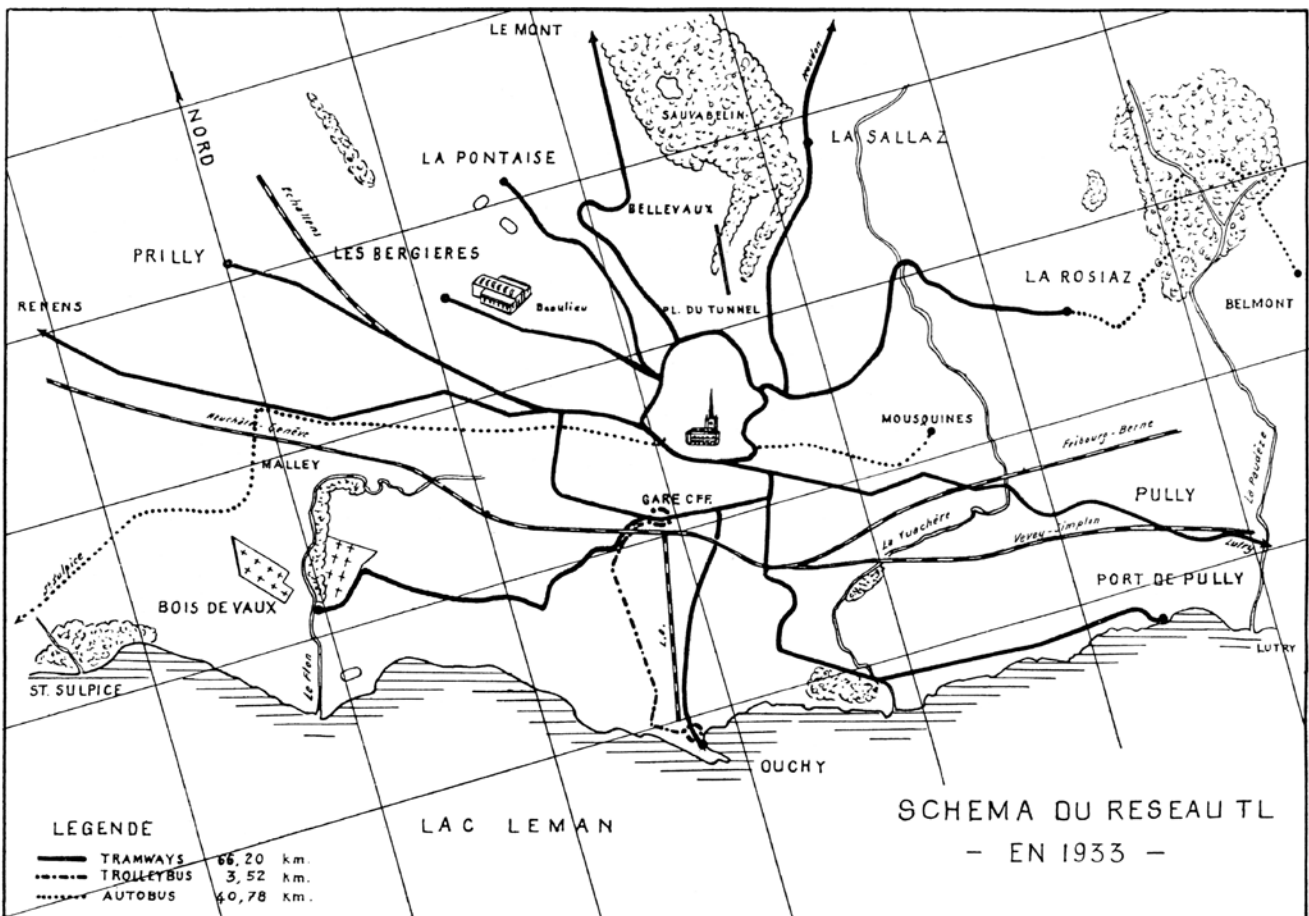 LE MONT
Moudon
SAUVABELIN
NORD
LA SALLAZ
LA PONTAISE
Echallens
BELLEVAUX
PRILLY
LES BERGIERES
LA ROSIAZ
RENENS
Beaulieu
PL. DU TUNNEL
BELMONT
MOUSQUINES
Neuchâtel-Genève
Fribourg-Berne
MALLEY
La Paudèze
GARE CFF.
PULLY
La Vuachère
Vevey-Simplon
Lutry
St Sulpice
PORT DE PULLY
BOIS DE VAUX
L.O.
LUTRY
Le Flon
ST. SULPICE
OUCHY
LAC LEMAN
SCHEMA DU RESEAU TL
- EN 1933 -
LEGENDE
TRAMWAYS 66,20 km.
TROLLEYBUS 3,52 km.
AUTOBUS 40,78 km.